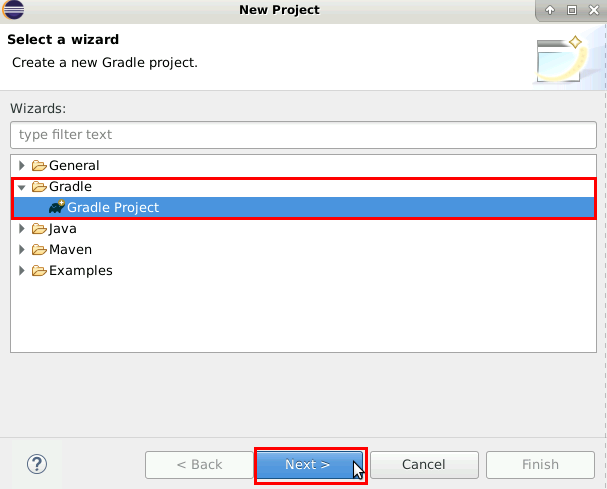 New Project
Select a wizard
Create a new Gradle project.
Wizards:
type filter text
General
Gradle
Gradle Project
Java
Maven
Examples
? < Back Next > Cancel Finish